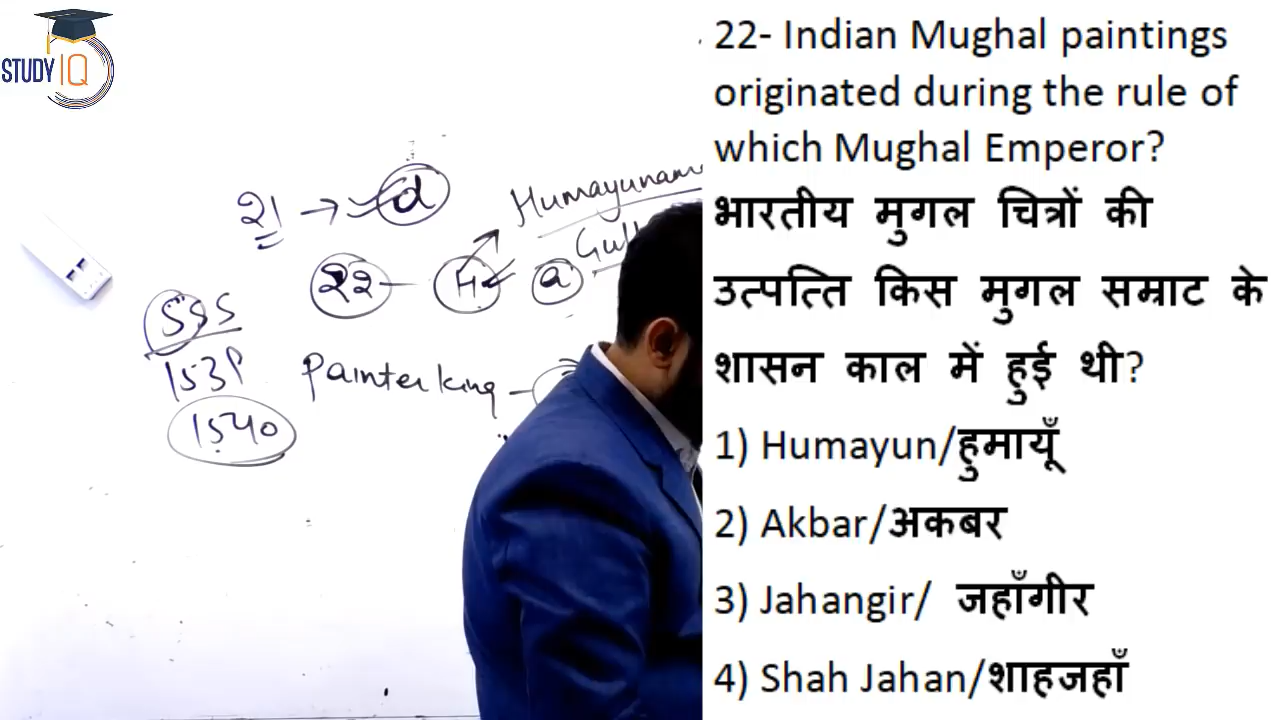 STUDY IQ
21 → d
Humayunam
22 - H a
SSS
1539
1540
Painter king -
22- Indian Mughal paintings
originated during the rule of
which Mughal Emperor?
भारतीय मुगल चित्रों की
उत्पत्ति किस मुगल सम्राट के
शासन काल में हुई थी?
1) Humayun/हुमायूँ
2) Akbar/अकबर
3) Jahangir/ जहाँगीर
4) Shah Jahan/शाहजहाँ